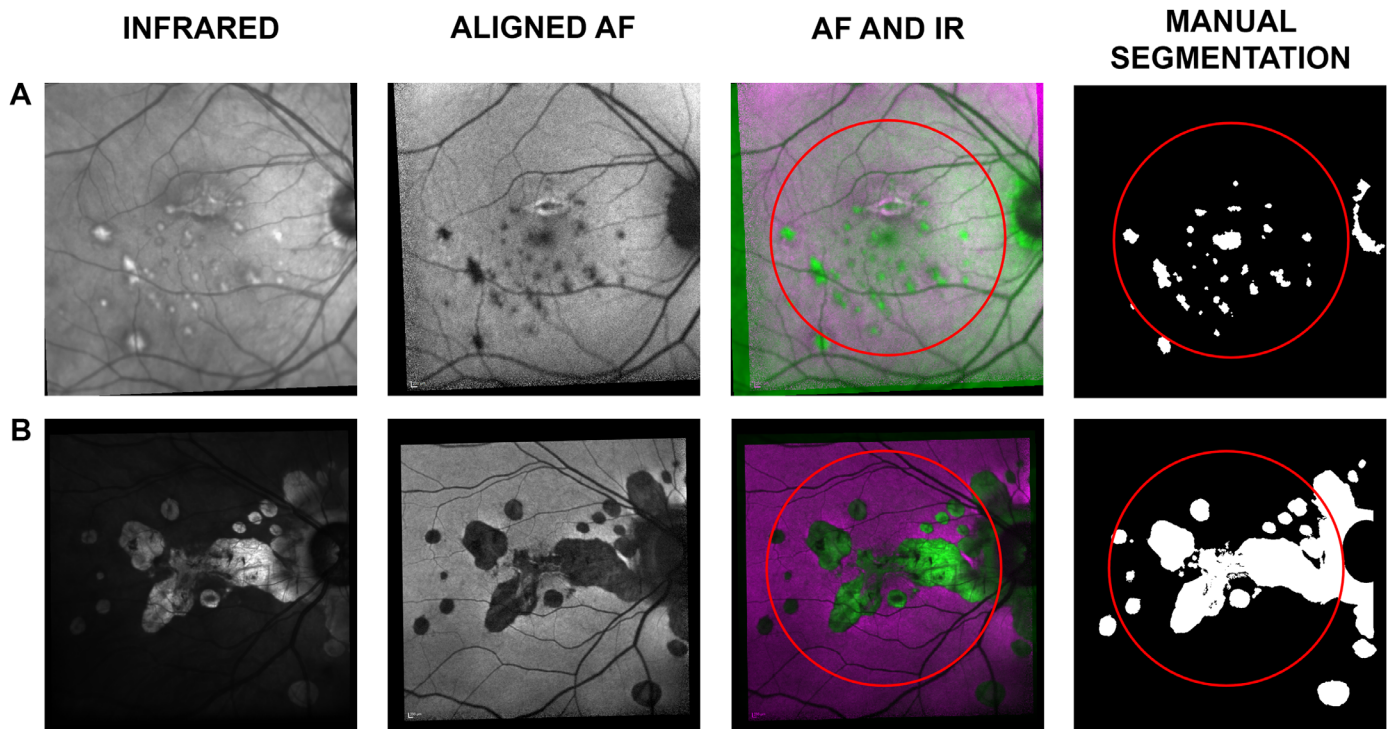 INFRARED
ALIGNED AF
AF AND IR
MANUAL
SEGMENTATION
A
B